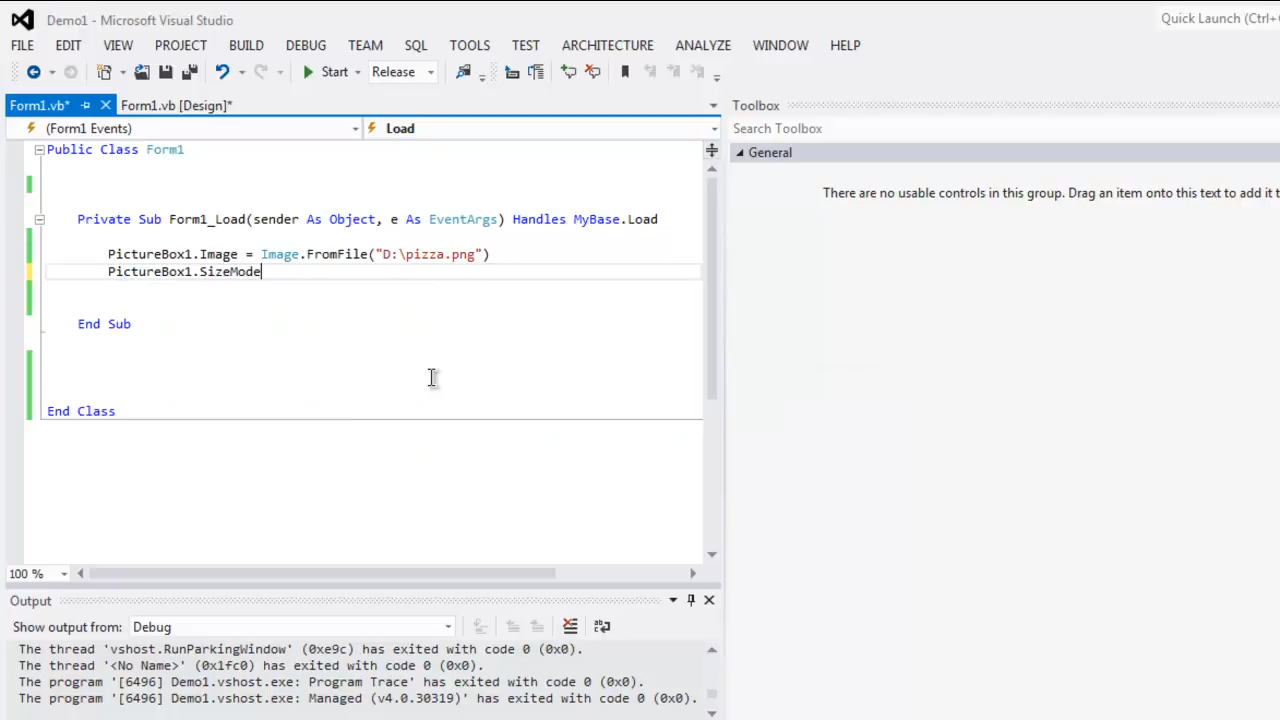 Demo1 - Microsoft Visual Studio
Quick Launch (Ctrl+
FILE EDIT VIEW PROJECT BUILD DEBUG TEAM SQL TOOLS TEST ARCHITECTURE ANALYZE WINDOW HELP
Start Release
Form1.vb* Form1.vb [Design]* Toolbox
(Form1 Events) Load Search Toolbox
Public Class Form1
General
There are no usable controls in this group. Drag an item onto this text to add it t
Private Sub Form1_Load(sender As Object, e As EventArgs) Handles MyBase.Load
PictureBox1.Image = Image.FromFile("D:\pizza.png")
PictureBox1.SizeMode
End Sub
End Class
100 %
Output
Show output from: Debug
The thread 'vshost.RunParkingWindow' (0xe9c) has exited with code 0 (0x0).
The thread '<No Name>' (0x1fc0) has exited with code 0 (0x0).
The program '[6496] Demo1.vshost.exe: Program Trace' has exited with code 0 (0x0).
The program '[6496] Demo1.vshost.exe: Managed (v4.0.30319)' has exited with code 0 (0x0).